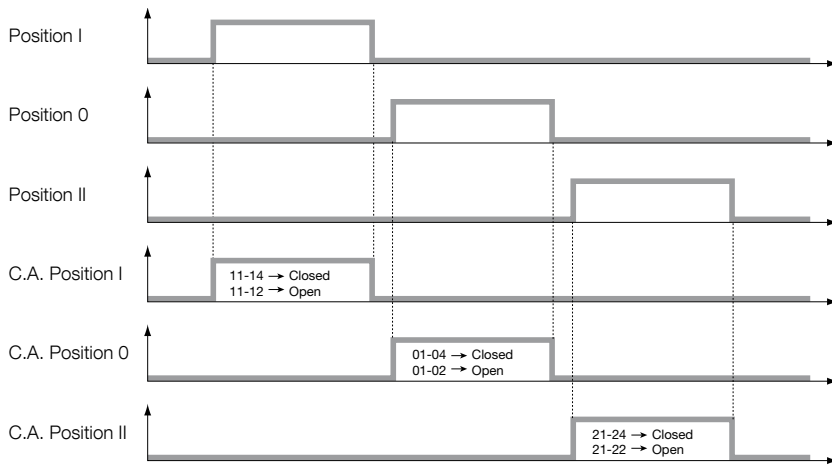 Position I
Position 0
Position II
C.A. Position I
11-14 → Closed
11-12 → Open
C.A. Position 0
01-04 → Closed
01-02 → Open
C.A. Position II
21-24 → Closed
21-22 → Open